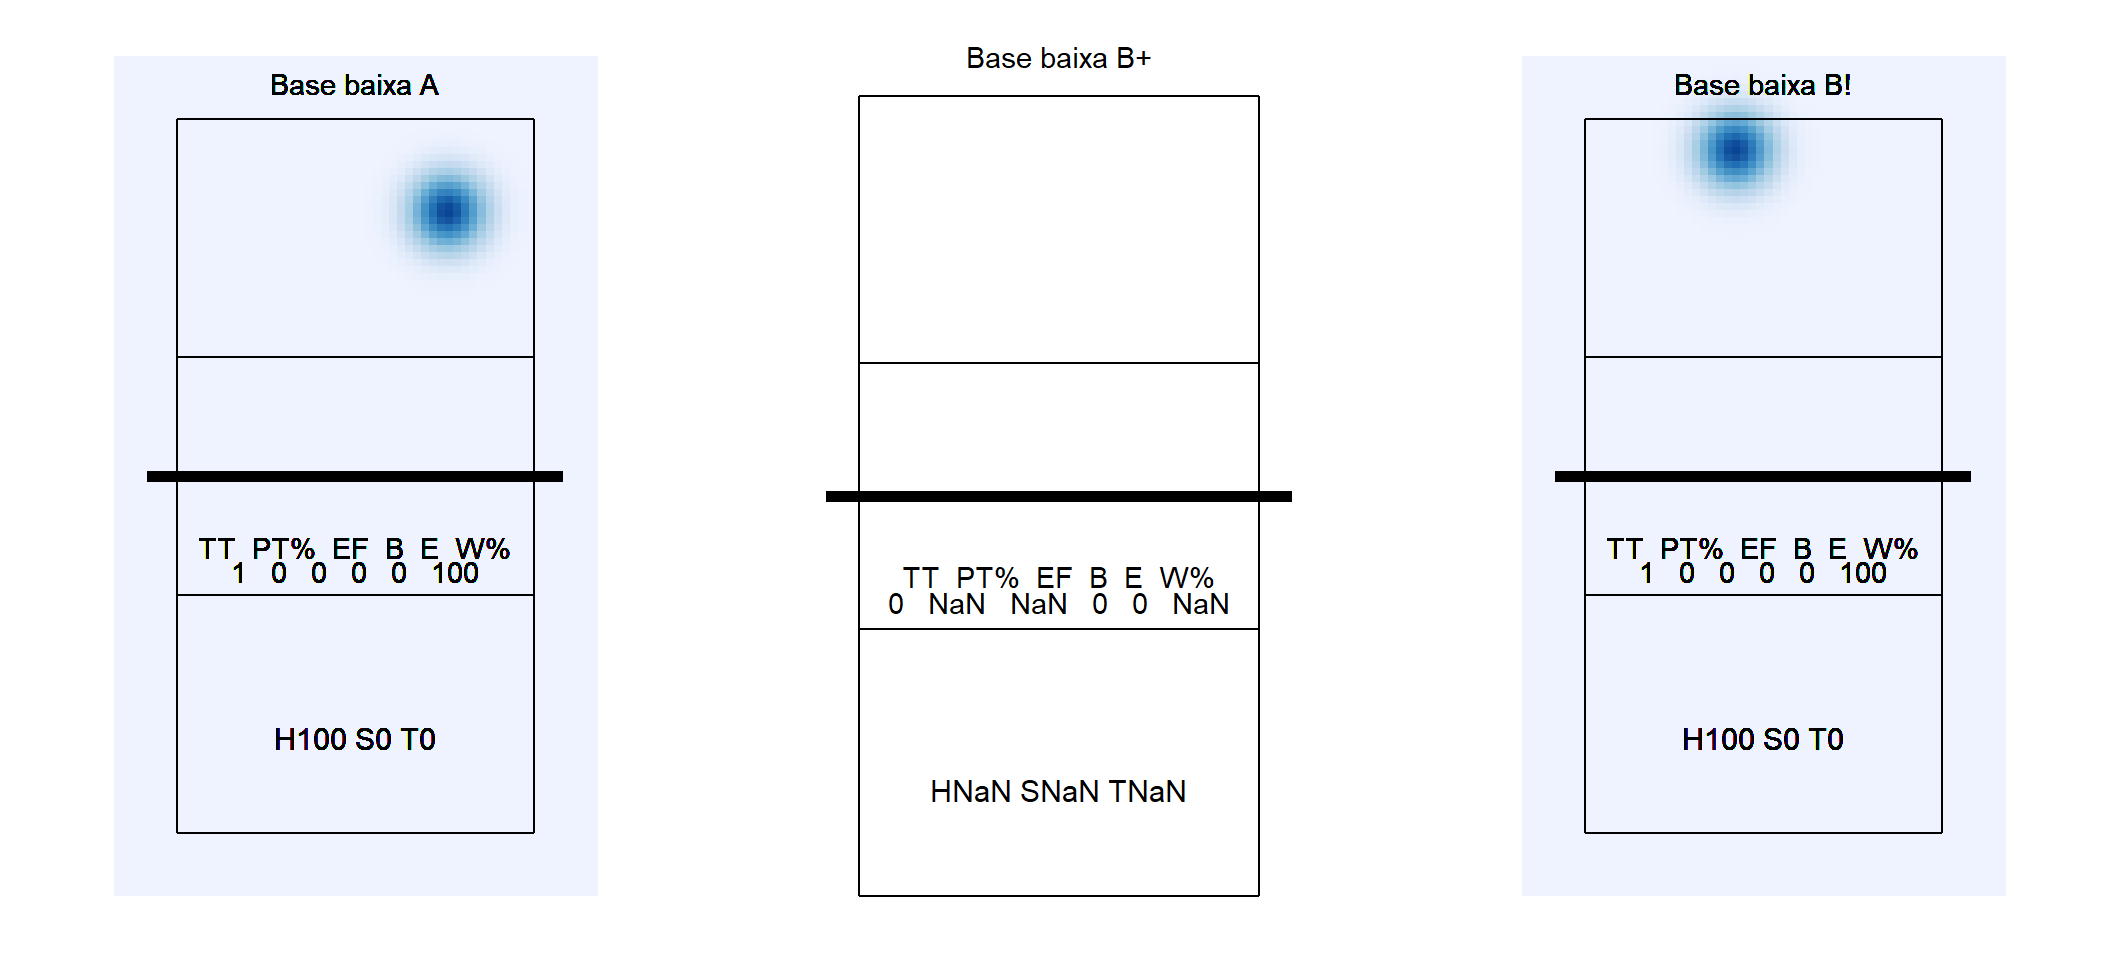 Base baixa A
TT PT% EF B E W%
1 0 0 0 0 100
H100 S0 T0
Base baixa B+
TT PT% EF B E W%
0 NaN NaN 0 0 NaN
HNaN SNaN TNaN
Base baixa B!
TT PT% EF B E W%
1 0 0 0 0 100
H100 S0 T0